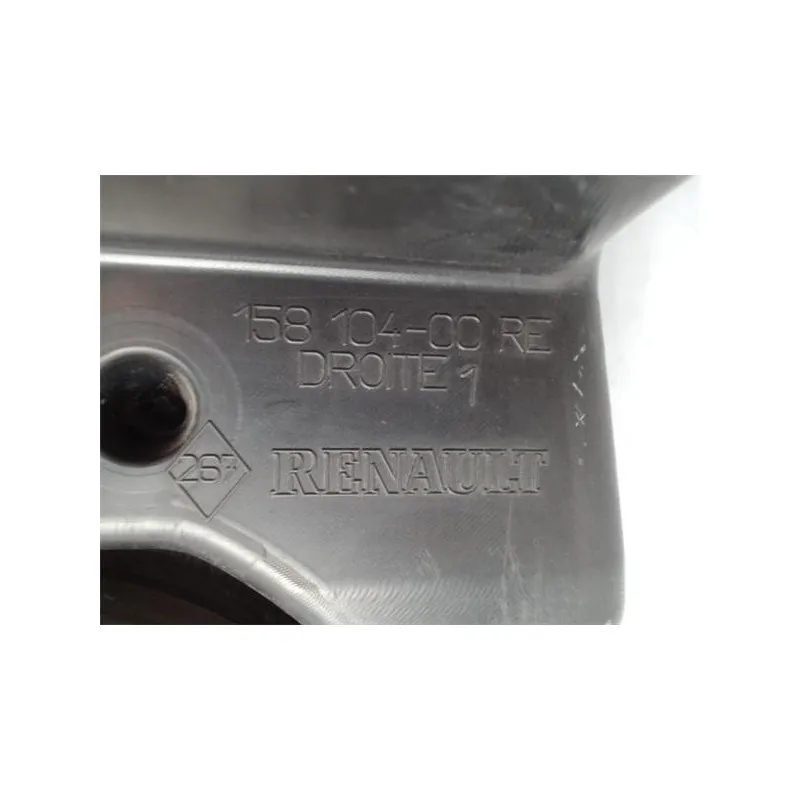 158 104-00 RE
DROITE 1
267 RENAULT